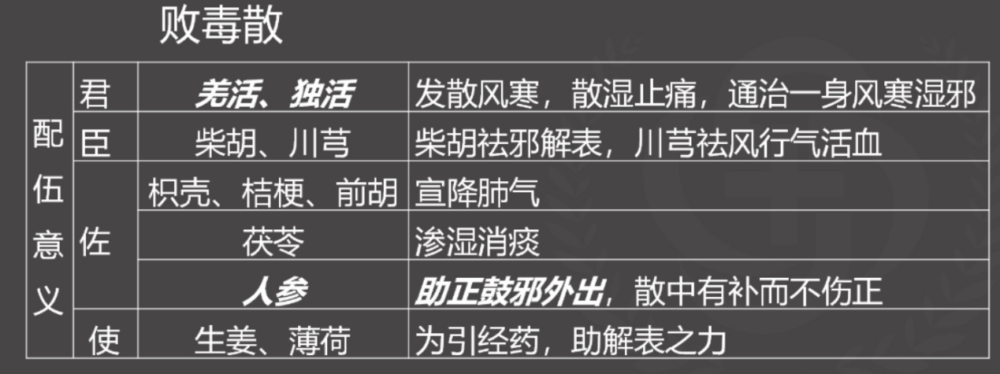 败毒散
配伍意义
君 羌活、独活 发散风寒，散湿止痛，通治一身风寒湿邪
臣 柴胡、川芎 柴胡祛邪解表，川芎祛风行气活血
佐 枳壳、桔梗、前胡 宣降肺气
茯苓 渗湿消痰
人参 助正鼓邪外出，散中有补而不伤正
使 生姜、薄荷 为引经药，助解表之力